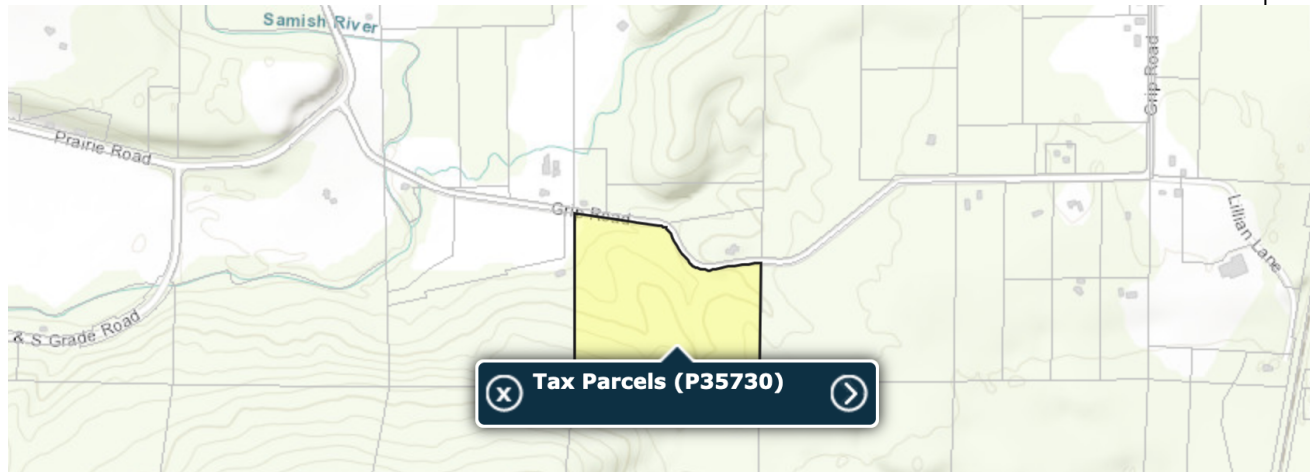 Samish River
Prairie Road
Grip Road
Grip Road
Lillian Lane
& S Grade Road
x Tax Parcels (P35730)